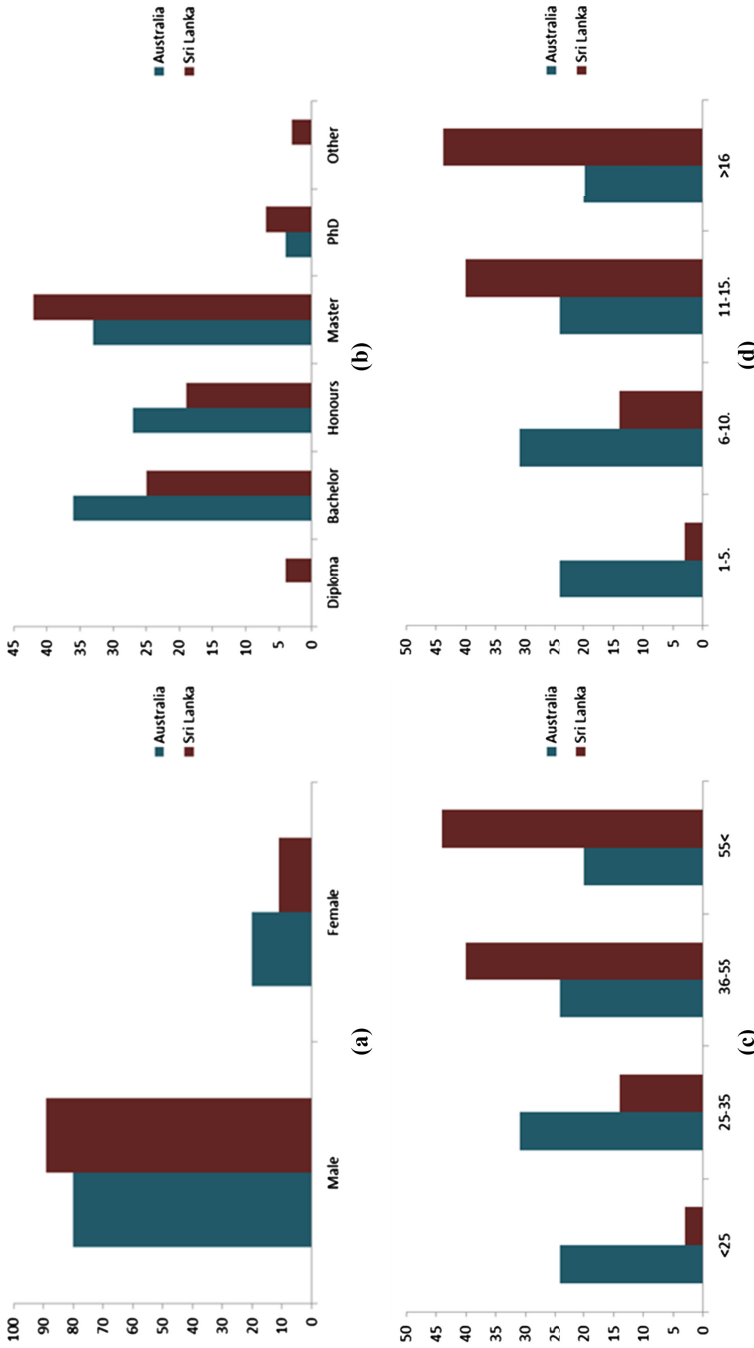 100
90
80
70
60
50
40
30
20
10
0
Male
Female
Australia
Sri Lanka
(a)
45
40
35
30
25
20
15
10
5
0
Diploma
Bachelor
Honours
Master
PhD
Other
Australia
Sri Lanka
(b)
50
45
40
35
30
25
20
15
10
5
0
<25
25-35
36-55
55<
Australia
Sri Lanka
(c)
50
45
40
35
30
25
20
15
10
5
0
1-5.
6-10.
11-15.
>16
Australia
Sri Lanka
(d)